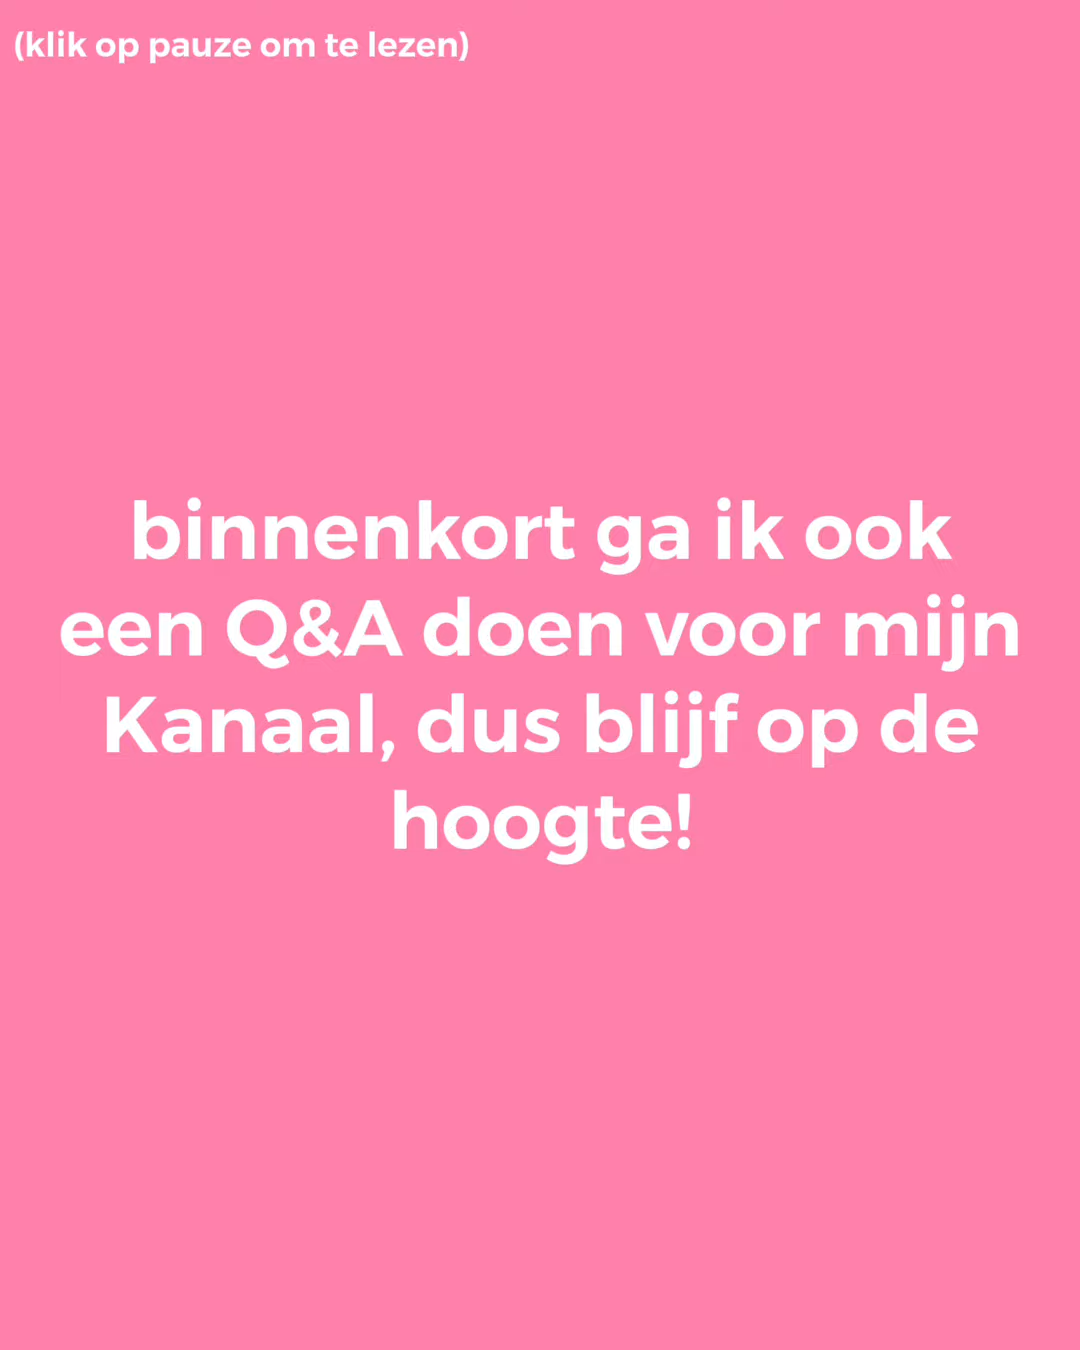 (klik op pauze om te lezen)
binnenkort ga ik ook
een Q&A doen voor mijn
Kanaal, dus blijf op de
hoogte!